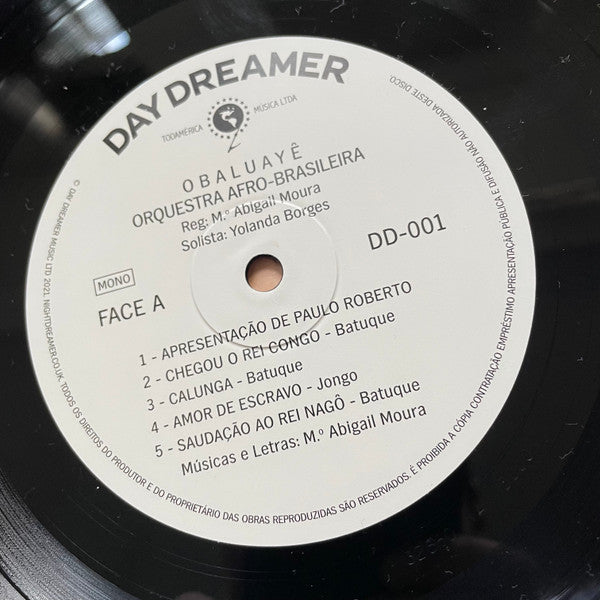 DAY DREAMER
TODAMÉRICA MÚSICA LTDA
OBALUAYÊ
ORQUESTRA AFRO-BRASILEIRA
Reg: M.º Abigail Moura
Solista: Yolanda Borges
MONO
FACE A
DD-001
1 - APRESENTAÇÃO DE PAULO ROBERTO
2 - CHEGOU O REI CONGO - Batuque
3 - CALUNGA - Batuque
4 - AMOR DE ESCRAVO - Jongo
5 - SAUDAÇÃO AO REI NAGÔ - Batuque
Músicas e Letras: M.º Abigail Moura
© DAY DREAMER MUSIC LTD 2021. NIGHTDREAMER.CO.UK. TODOS OS DIREITOS DO PRODUTOR E DO PROPRIETÁRIO DAS OBRAS REPRODUZIDAS SÃO RESERVADOS. É PROIBIDA A CÓPIA CONTRATAÇÃO EMPRÉSTIMO APRESENTAÇÃO PÚBLICA E DIFUSÃO NÃO AUTORIZADA DESTE DISCO.